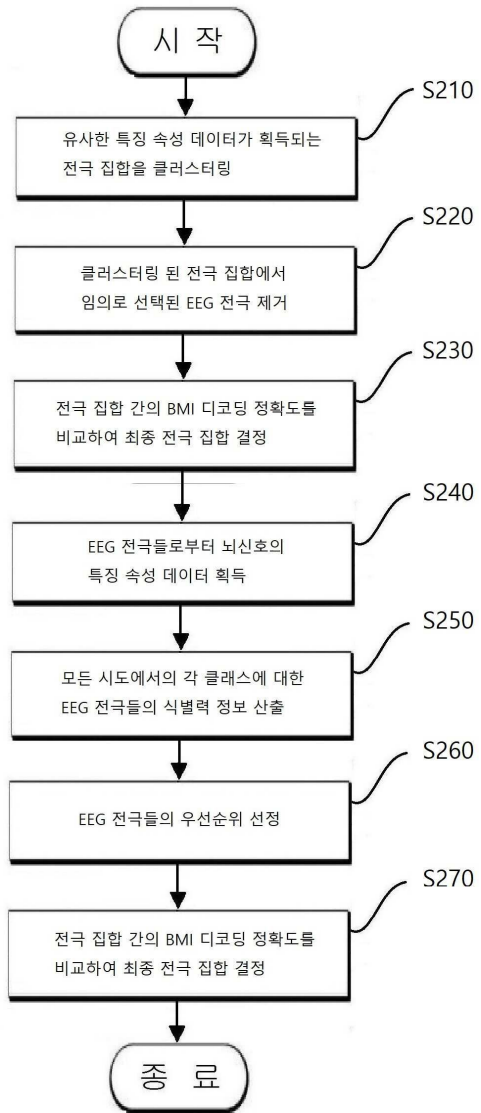 시 작
S210
유사한 특징 속성 데이터가 획득되는
전극 집합을 클러스터링
S220
클러스터링 된 전극 집합에서
임의로 선택된 EEG 전극 제거
S230
전극 집합 간의 BMI 디코딩 정확도를
비교하여 최종 전극 집합 결정
S240
EEG 전극들로부터 뇌신호의
특징 속성 데이터 획득
S250
모든 시도에서의 각 클래스에 대한
EEG 전극들의 식별력 정보 산출
S260
EEG 전극들의 우선순위 선정
S270
전극 집합 간의 BMI 디코딩 정확도를
비교하여 최종 전극 집합 결정
종 료